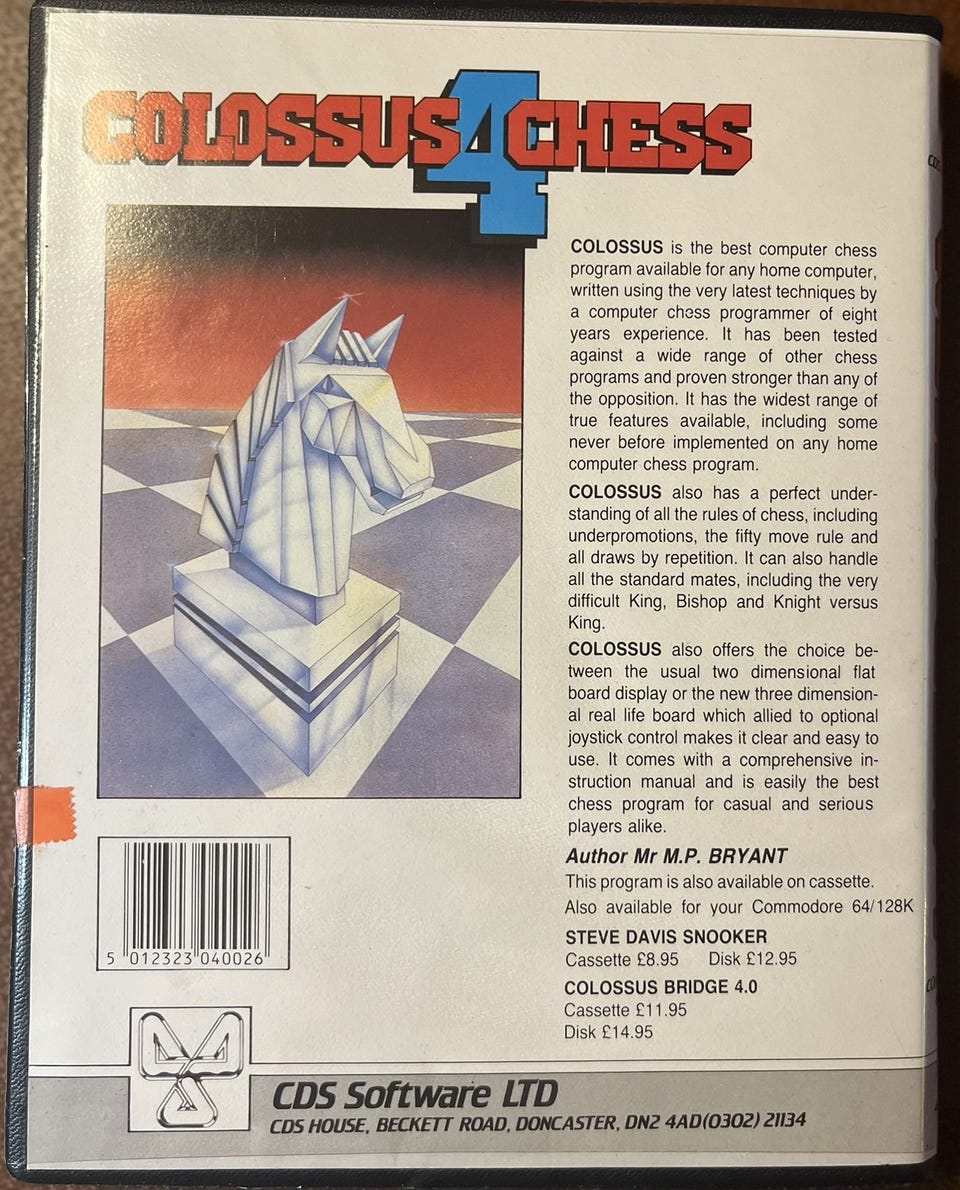 COLOSSUS 4 CHESS
COLOSSUS is the best computer chess
program available for any home computer,
written using the very latest techniques by
a computer chess programmer of eight
years experience. It has been tested
against a wide range of other chess
programs and proven stronger than any of
the opposition. It has the widest range of
true features available, including some
never before implemented on any home
computer chess program.
COLOSSUS also has a perfect under-
standing of all the rules of chess, including
underpromotions, the fifty move rule and
all draws by repetition. It can also handle
all the standard mates, including the very
difficult King, Bishop and Knight versus
King.
COLOSSUS also offers the choice be-
tween the usual two dimensional flat
board display or the new three dimension-
al real life board which allied to optional
joystick control makes it clear and easy to
use. It comes with a comprehensive in-
struction manual and is easily the best
chess program for casual and serious
players alike.
Author Mr M.P. BRYANT
This program is also available on cassette.
Also available for your Commodore 64/128K
STEVE DAVIS SNOOKER
Cassette £8.95 Disk £12.95
COLOSSUS BRIDGE 4.0
Cassette £11.95
Disk £14.95
5 012323 040026
CDS Software LTD
CDS HOUSE, BECKETT ROAD, DONCASTER, DN2 4AD (0302) 21134